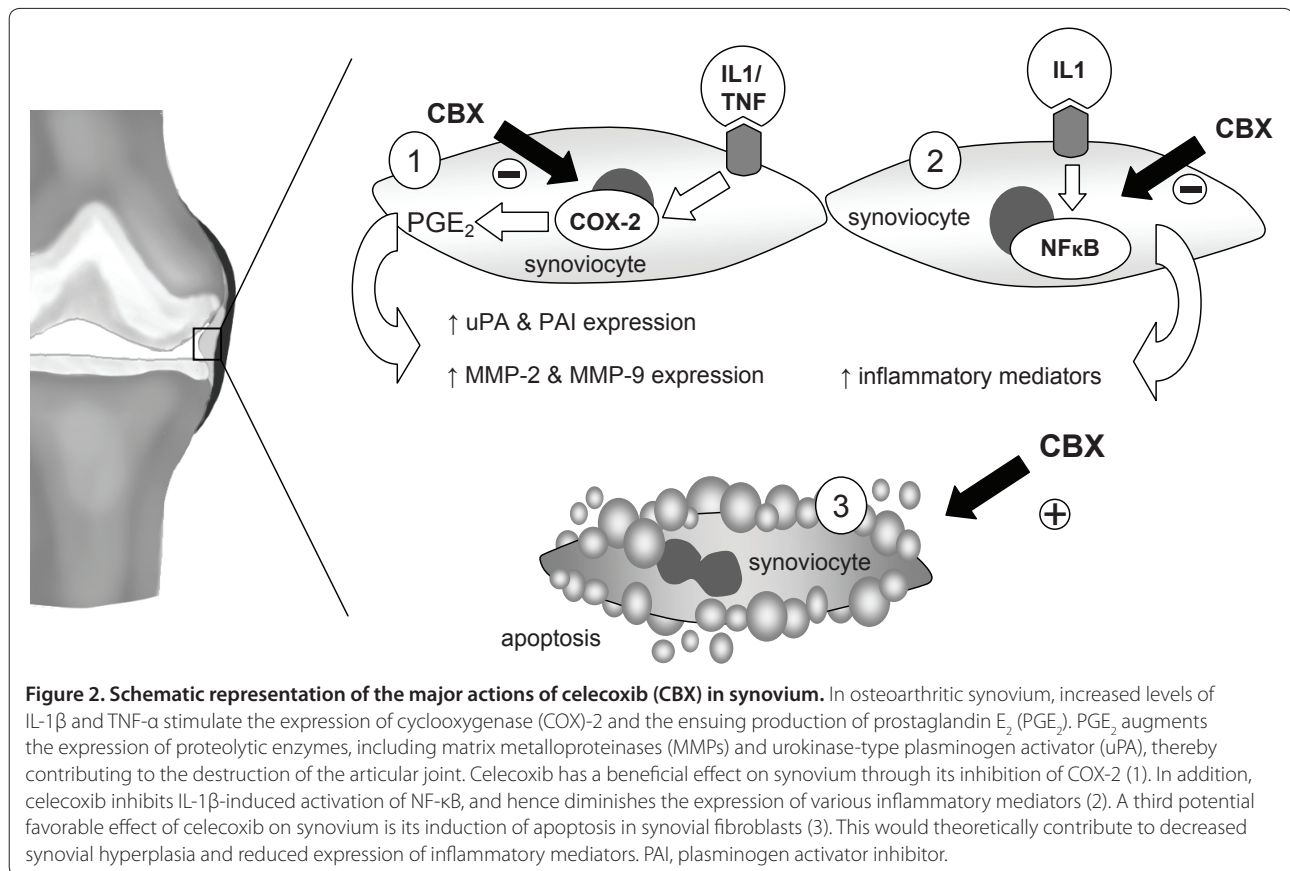 IL1/
TNF
CBX
1
COX-2
PGE₂
synoviocyte
IL1
CBX
2
synoviocyte
NFκB
↑ uPA & PAI expression
↑ MMP-2 & MMP-9 expression
↑ inflammatory mediators
CBX
+
3
synoviocyte
apoptosis
Figure 2. Schematic representation of the major actions of celecoxib (CBX) in synovium. In osteoarthritic synovium, increased levels of
IL-1β and TNF-α stimulate the expression of cyclooxygenase (COX)-2 and the ensuing production of prostaglandin E₂ (PGE₂). PGE₂ augments
the expression of proteolytic enzymes, including matrix metalloproteinases (MMPs) and urokinase-type plasminogen activator (uPA), thereby
contributing to the destruction of the articular joint. Celecoxib has a beneficial effect on synovium through its inhibition of COX-2 (1). In addition,
celecoxib inhibits IL-1β-induced activation of NF-κB, and hence diminishes the expression of various inflammatory mediators (2). A third potential
favorable effect of celecoxib on synovium is its induction of apoptosis in synovial fibroblasts (3). This would theoretically contribute to decreased
synovial hyperplasia and reduced expression of inflammatory mediators. PAI, plasminogen activator inhibitor.